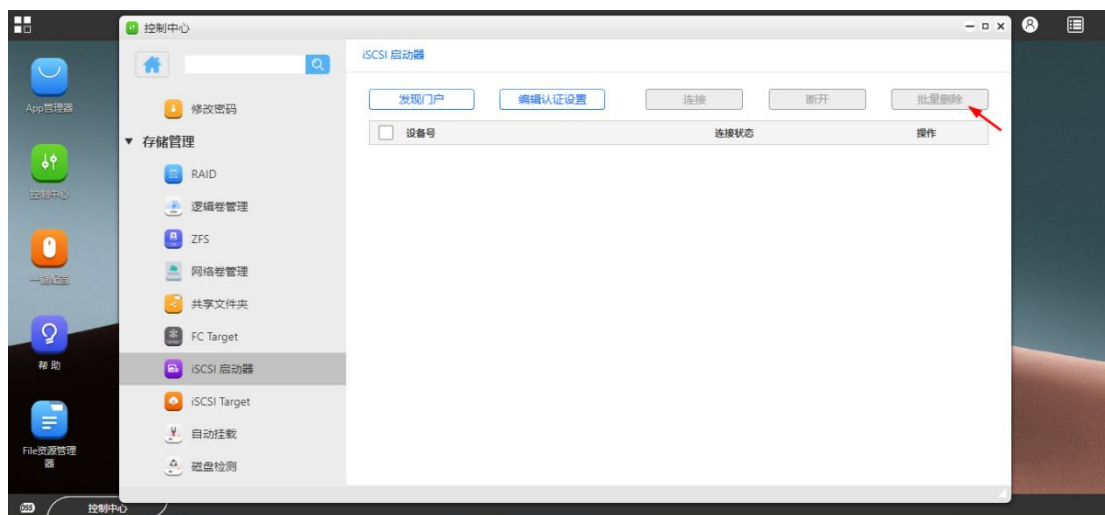 控制中心
iSCSI 启动器
App管理器
控制中心
一键配置
帮 助
File资源管理
器
修改密码
存储管理
RAID
逻辑卷管理
ZFS
网络卷管理
共享文件夹
FC Target
iSCSI 启动器
iSCSI Target
自动挂载
磁盘检测
发现门户 编辑认证设置 连接 断开 批量删除
设备号 连接状态 操作
控制中心